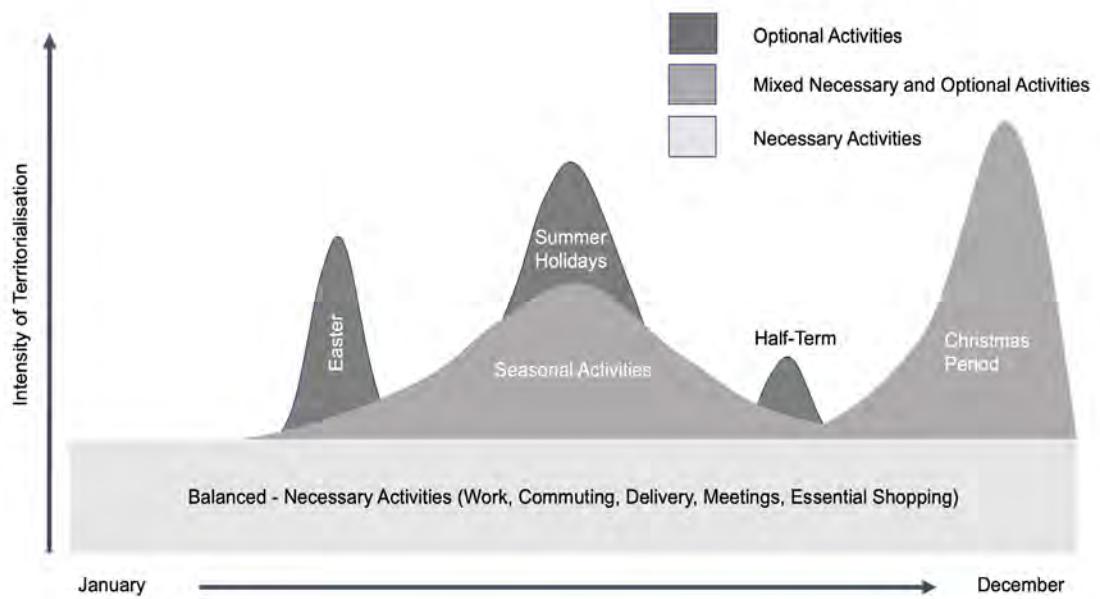 Optional Activities
Mixed Necessary and Optional Activities
Necessary Activities
Intensity of Territorialisation
Summer
Holidays
Easter
Half-Term
Seasonal Activities
Christmas
Period
Balanced - Necessary Activities (Work, Commuting, Delivery, Meetings, Essential Shopping)
January
December